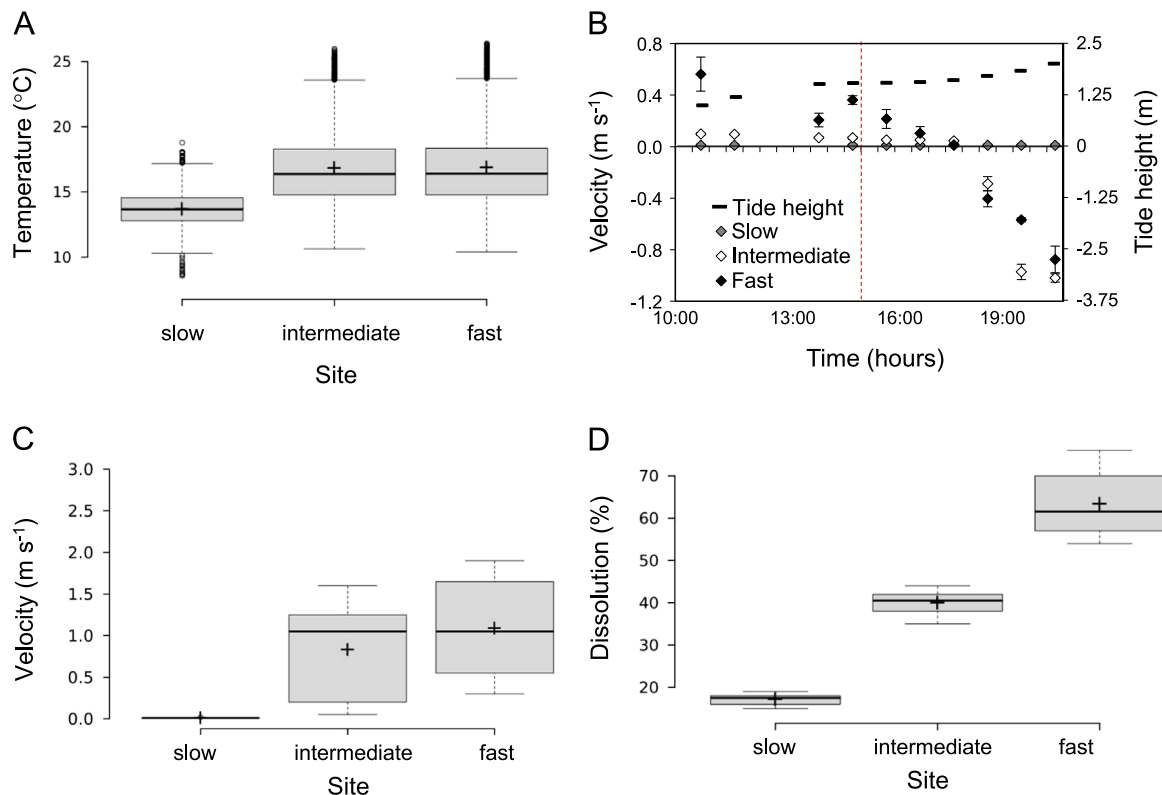 A
Temperature (°C)
25
20
15
10
slow intermediate fast
Site
B
Velocity (m s-1)
0.8
0.4
0.0
-0.4
-0.8
-1.2
Tide height
Slow
Intermediate
Fast
2.5
1.25
0
-1.25
-2.5
-3.75
Tide height (m)
10:00 13:00 16:00 19:00
Time (hours)
C
Velocity (m s-1)
3.0
2.5
2.0
1.5
1.0
0.5
0.0
slow intermediate fast
Site
D
Dissolution (%)
70
60
50
40
30
20
slow intermediate fast
Site